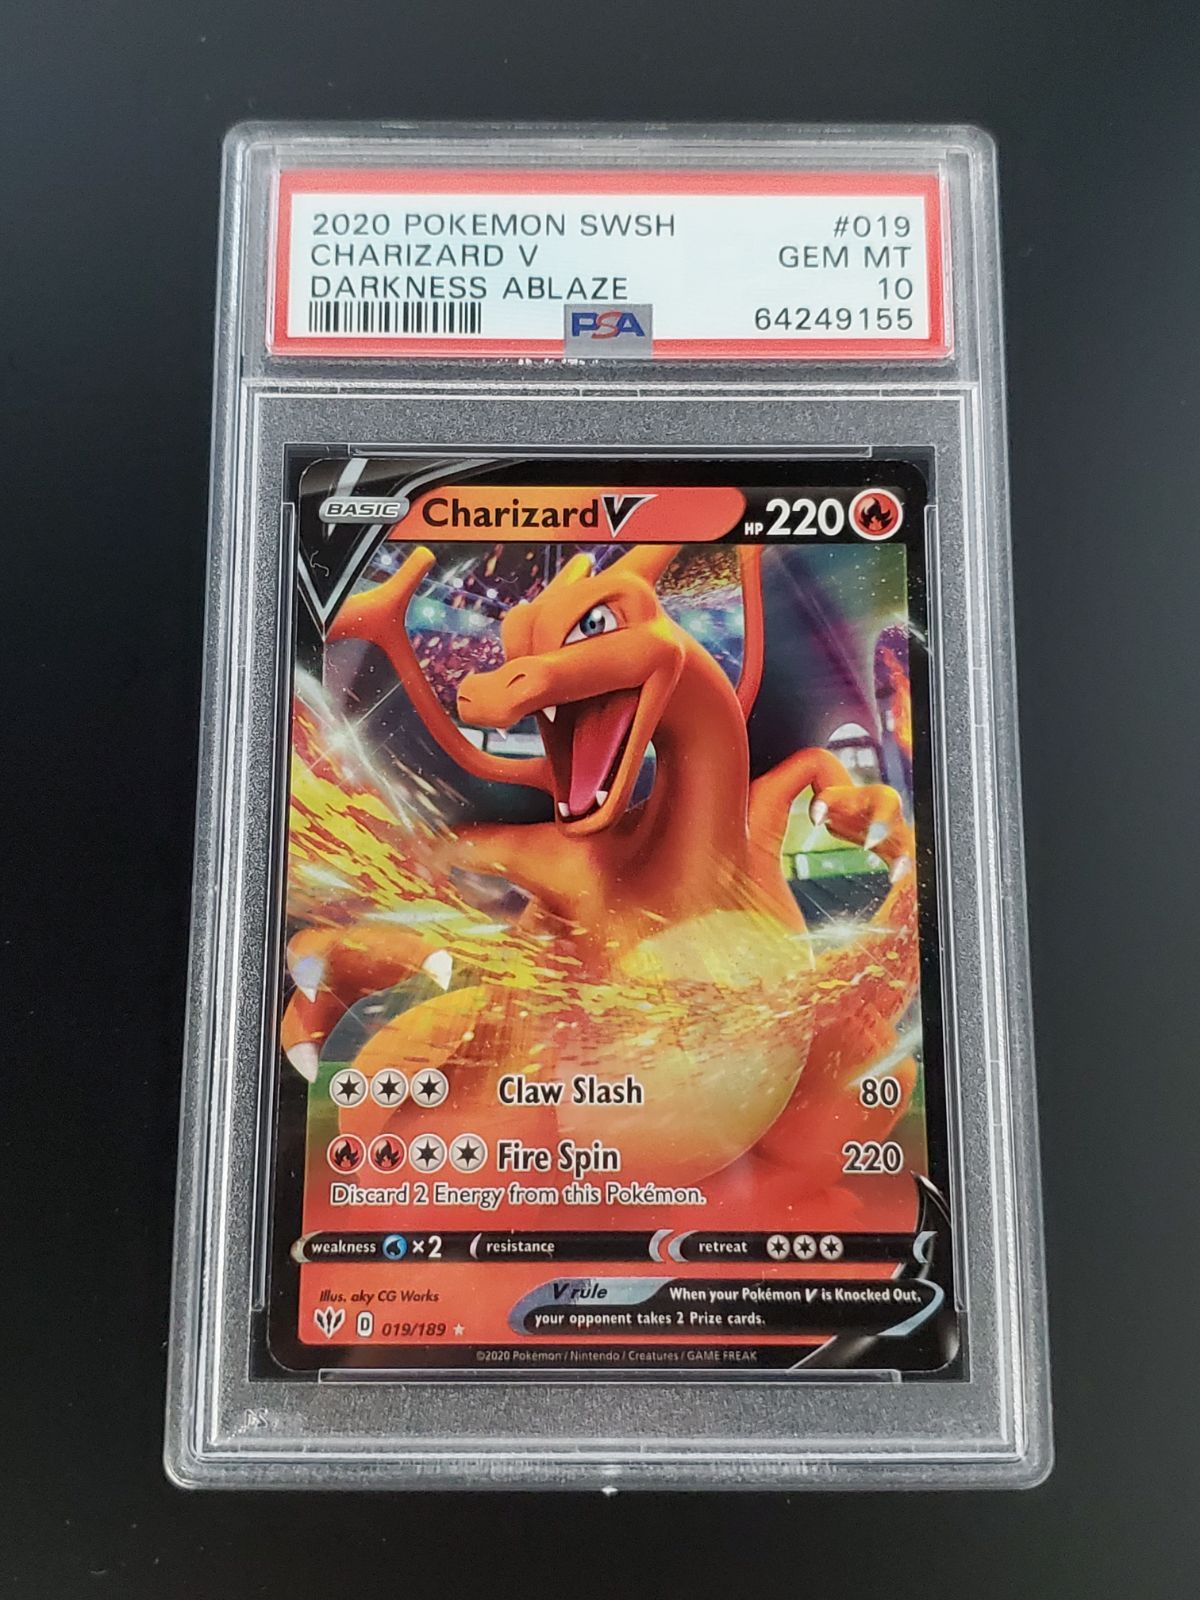 2020 POKEMON SWSH #019
CHARIZARD V GEM MT
DARKNESS ABLAZE 10
PSA 64249155
BASIC Charizard V HP 220
Claw Slash 80
Fire Spin 220
Discard 2 Energy from this Pokémon.
weakness ×2 resistance retreat
Illus. aky CG Works
V rule When your Pokémon V is Knocked Out,
your opponent takes 2 Prize cards.
D 019/189
©2020 Pokémon / Nintendo / Creatures / GAME FREAK